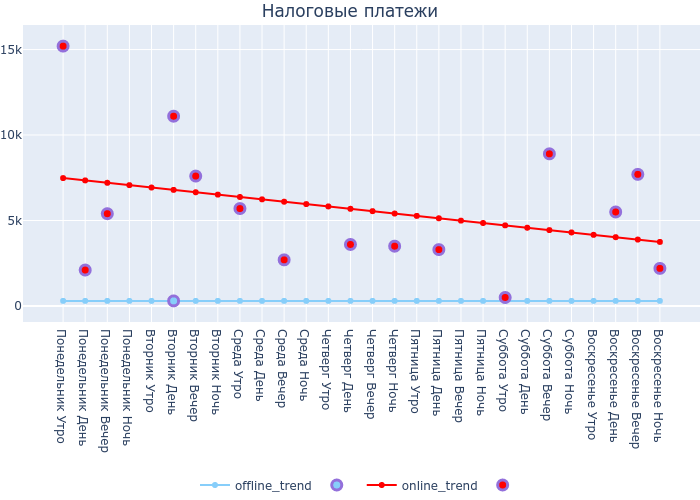 Налоговые платежи
15k
10k
5k
0
Понедельник Утро
Понедельник День
Понедельник Вечер
Понедельник Ночь
Вторник Утро
Вторник День
Вторник Вечер
Вторник Ночь
Среда Утро
Среда День
Среда Вечер
Среда Ночь
Четверг Утро
Четверг День
Четверг Вечер
Четверг Ночь
Пятница Утро
Пятница День
Пятница Вечер
Пятница Ночь
Суббота Утро
Суббота День
Суббота Вечер
Суббота Ночь
Воскресенье Утро
Воскресенье День
Воскресенье Вечер
Воскресенье Ночь
offline_trend
online_trend